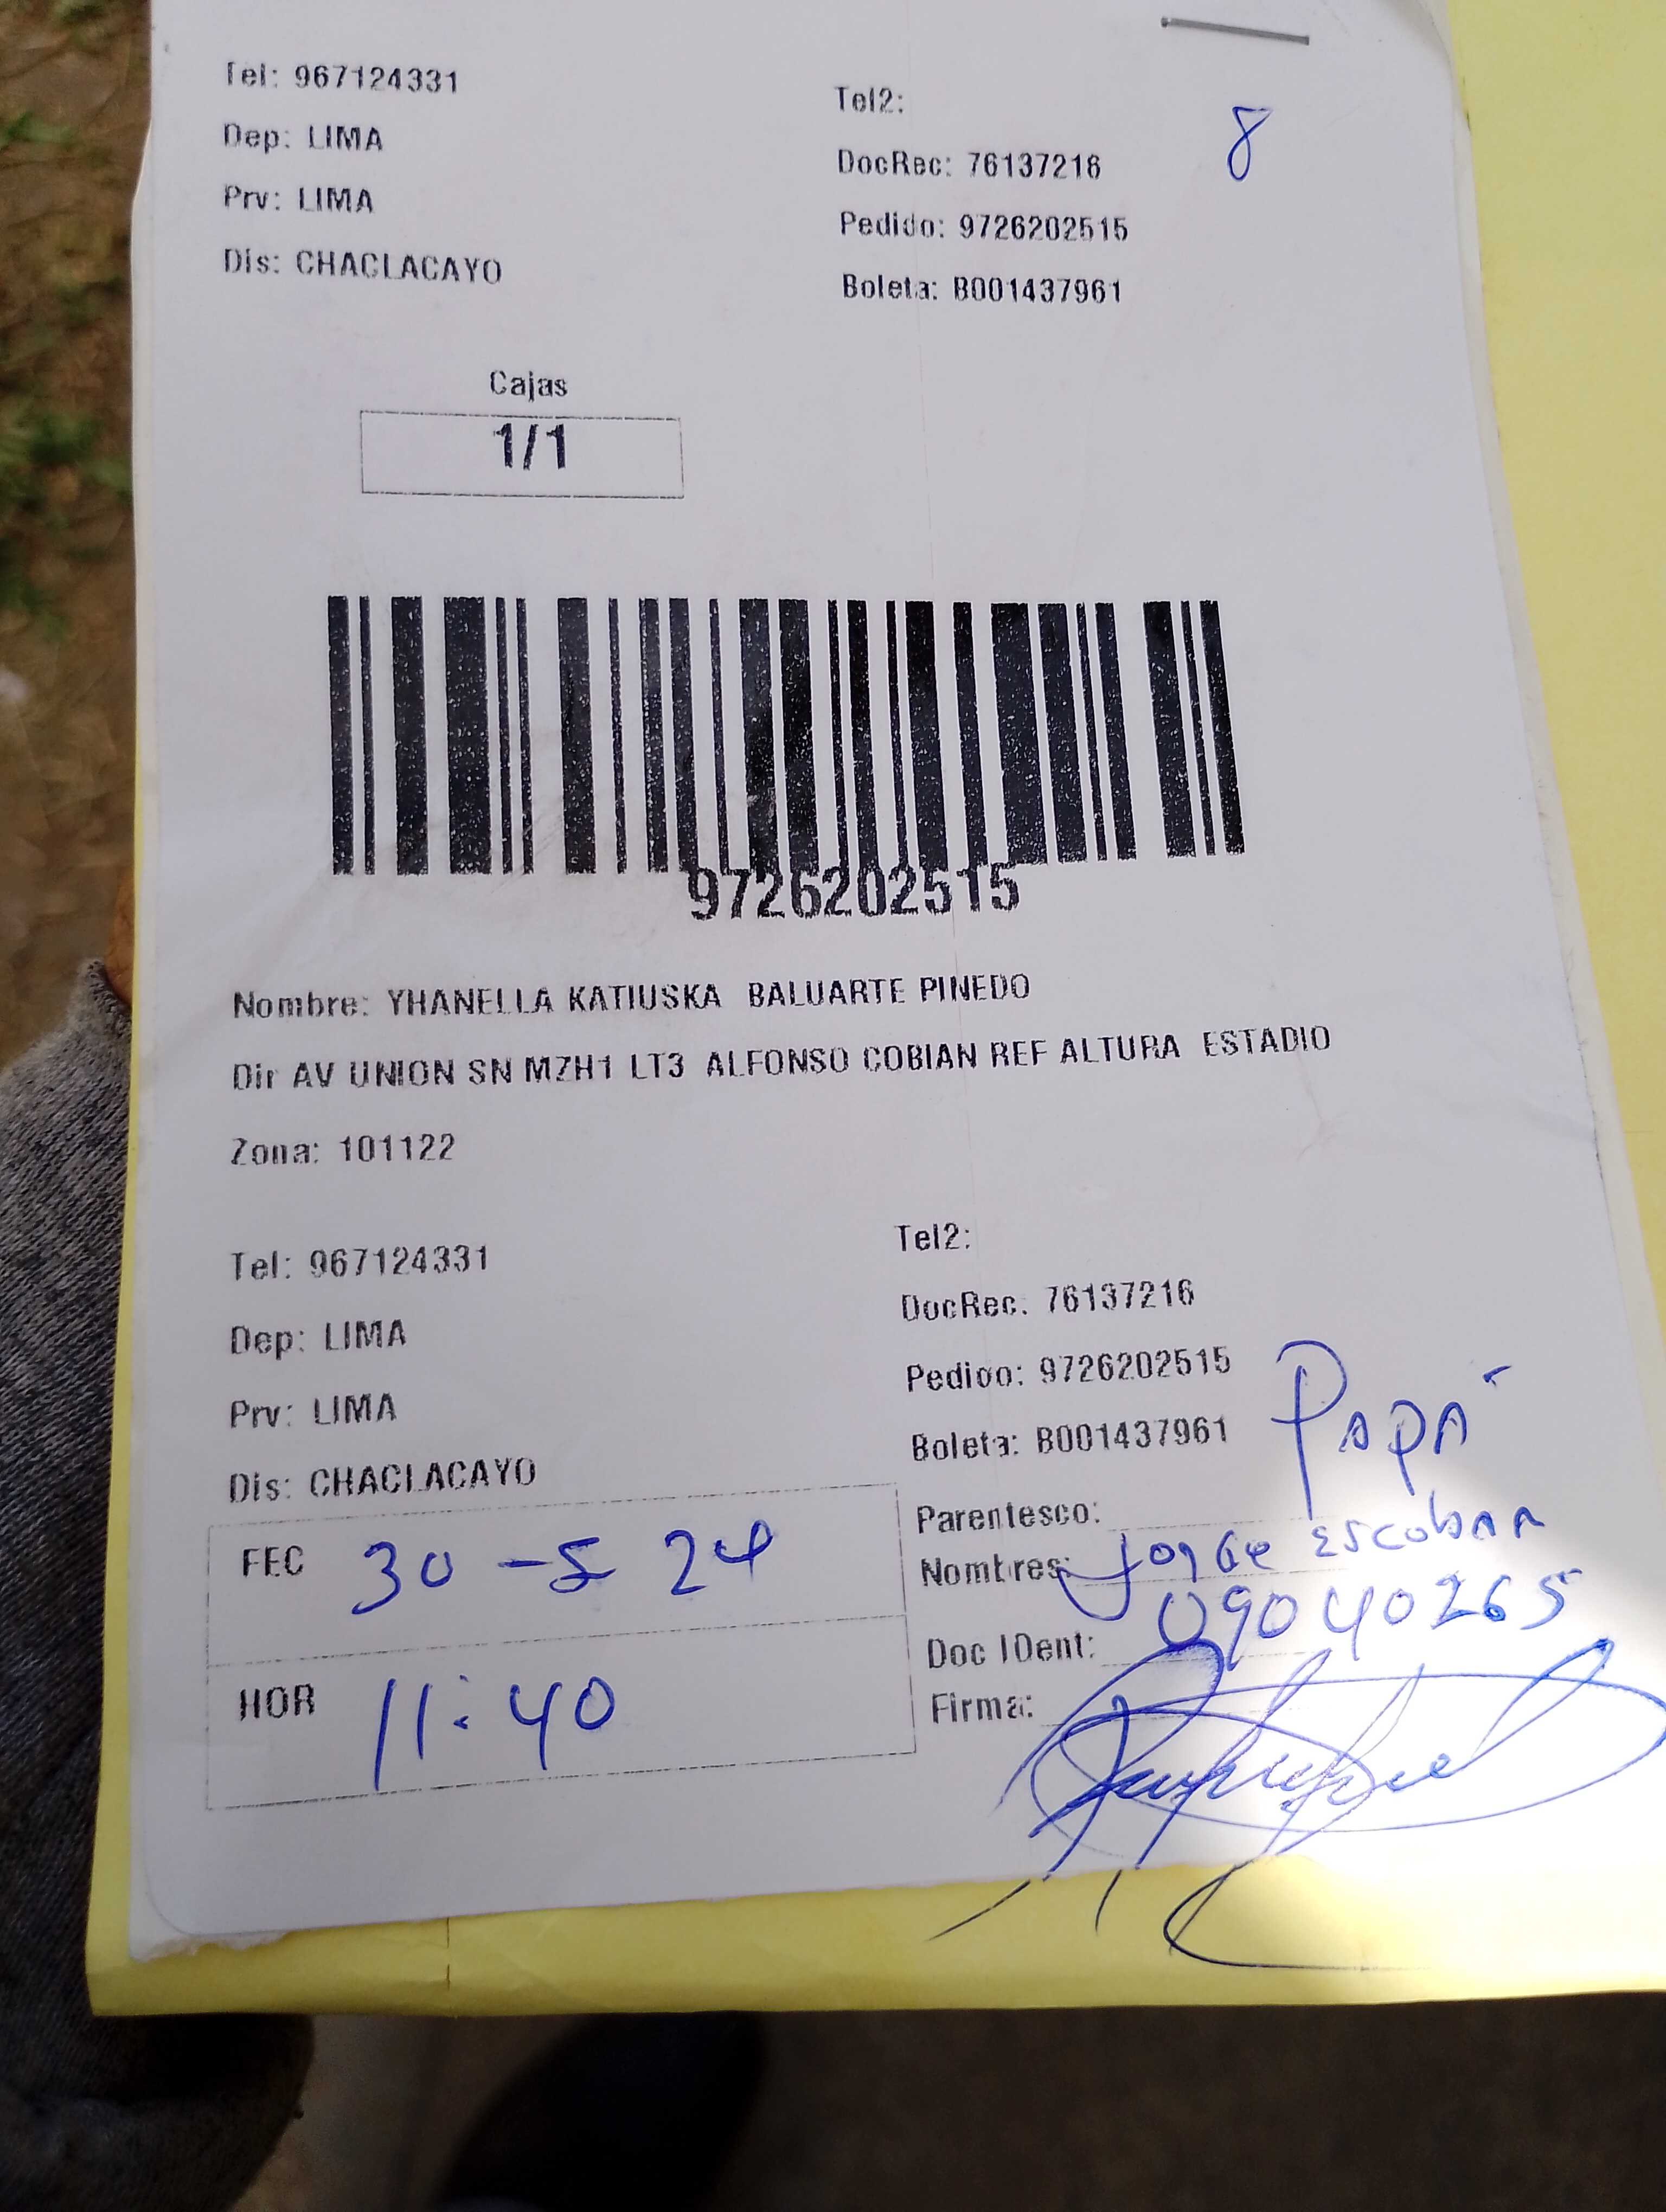 Tel: 967124331
Tel2:
8
Dep: LIMA
DocRec: 76137216
Prv: LIMA
Pedido: 9726202515
Dis: CHACLACAYO
Boleta: B001437961
Cajas
1/1
9726202515
Nombre: YHANELLA KATIUSKA BALUARTE PINEDO
Dir AV UNION SN MZH1 LT3 ALFONSO COBIAN REF ALTURA ESTADIO
Zona: 101122
Tel: 967124331
Tel2:
Dep: LIMA
DocRec: 76137216
Prv: LIMA
Pedido: 9726202515
Dis: CHACLACAYO
Boleta: B001437961
Parentesco: PAPÁ
FEC 30 - 5 24
Nombres: Jorge Escobar
Doc IDent: 09040265
HOR 11:40
Firma: